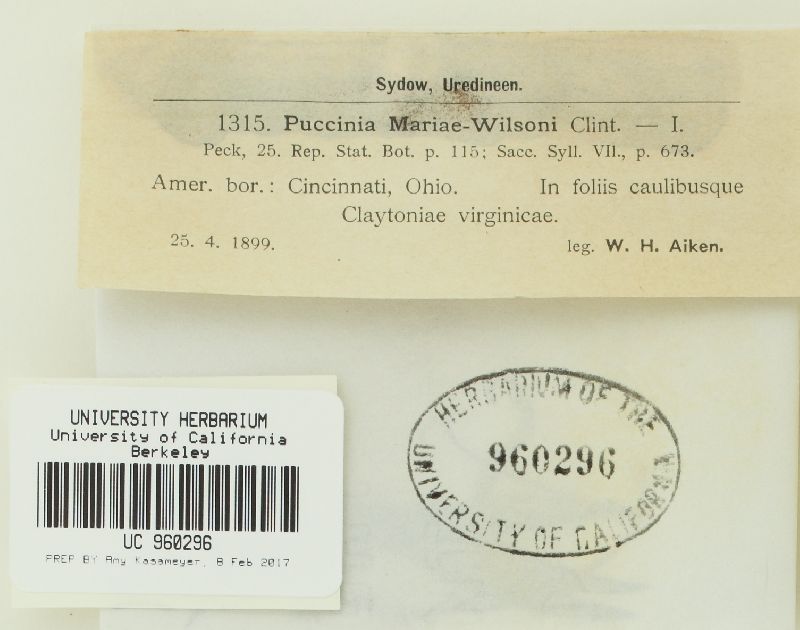 Sydow, Uredineen.
1315. Puccinia Mariae-Wilsoni Clint. — I.
Peck, 25. Rep. Stat. Bot. p. 115; Sacc. Syll. VII., p. 673.
Amer. bor.: Cincinnati, Ohio. In foliis caulibusque
Claytoniae virginicae.
25. 4. 1899. leg. W. H. Aiken.
HERBARIUM OF THE
960296
UNIVERSITY OF CALIFORNIA
UNIVERSITY HERBARIUM
University of California
Berkeley
UC 960296
PREP BY Amy Kasameyer, 8 Feb 2017